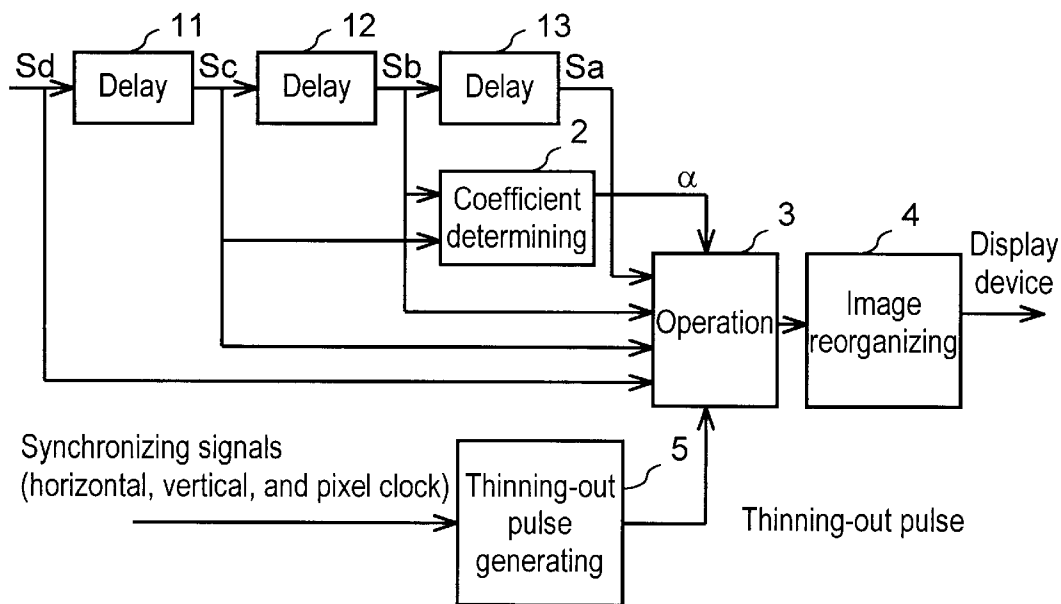 11
12
13
Sd
Delay
Sc
Delay
Sb
Delay
Sa
2
Coefficient
determining
α
3
4
Display
device
Operation
Image
reorganizing
Synchronizing signals
(horizontal, vertical, and pixel clock)
5
Thinning-out
pulse
generating
Thinning-out pulse